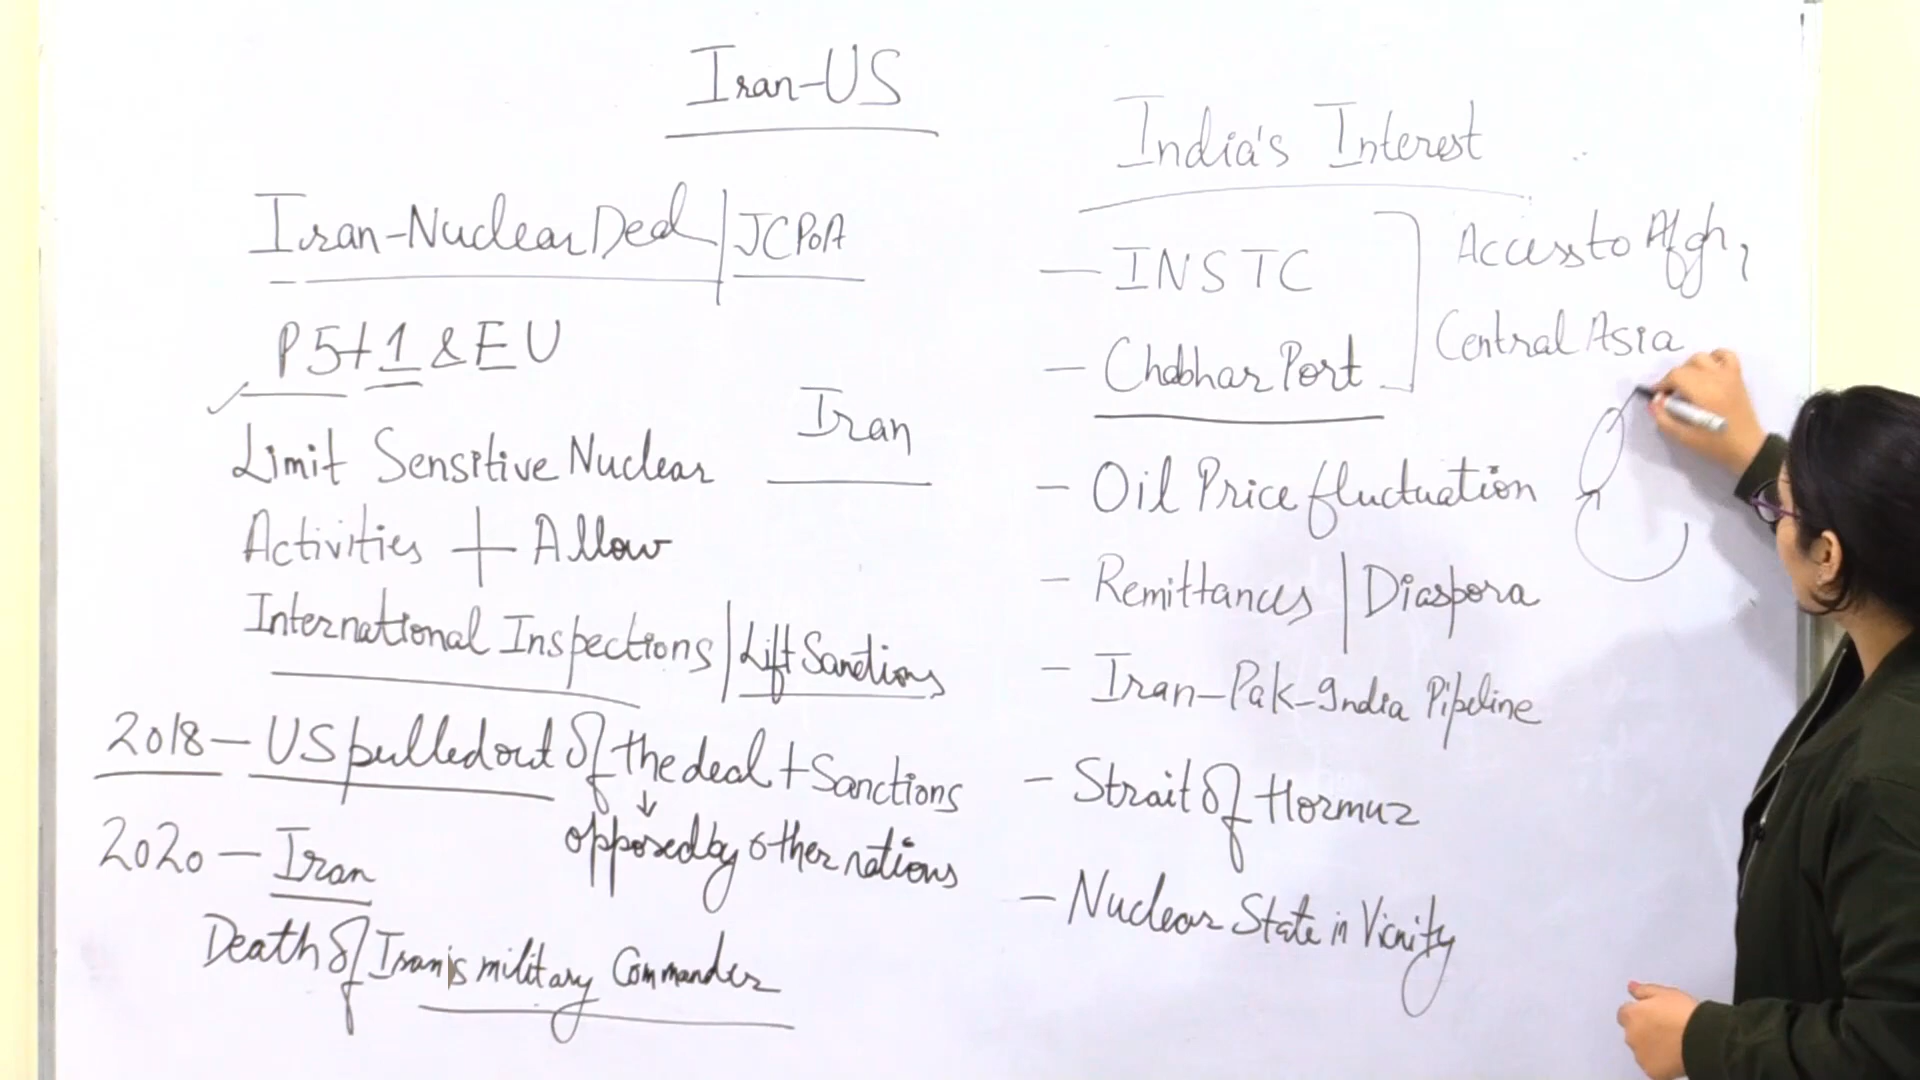 Iran-US
Iran-Nuclear Deal | JCPOA
P5+1 & EU
Iran
Limit Sensitive Nuclear
Activities + Allow
International Inspections | Lift Sanctions
2018 - US pulled out of the deal + Sanctions
↓
opposed by other nations
2020 - Iran
Death of Iran's military Commander
India's Interest
- INSTC
- Chabhar Port
Access to Afgh,
Central Asia
- Oil Price fluctuation
- Remittances | Diaspora
- Iran-Pak-India Pipeline
- Strait of Hormuz
- Nuclear State in Vicnity